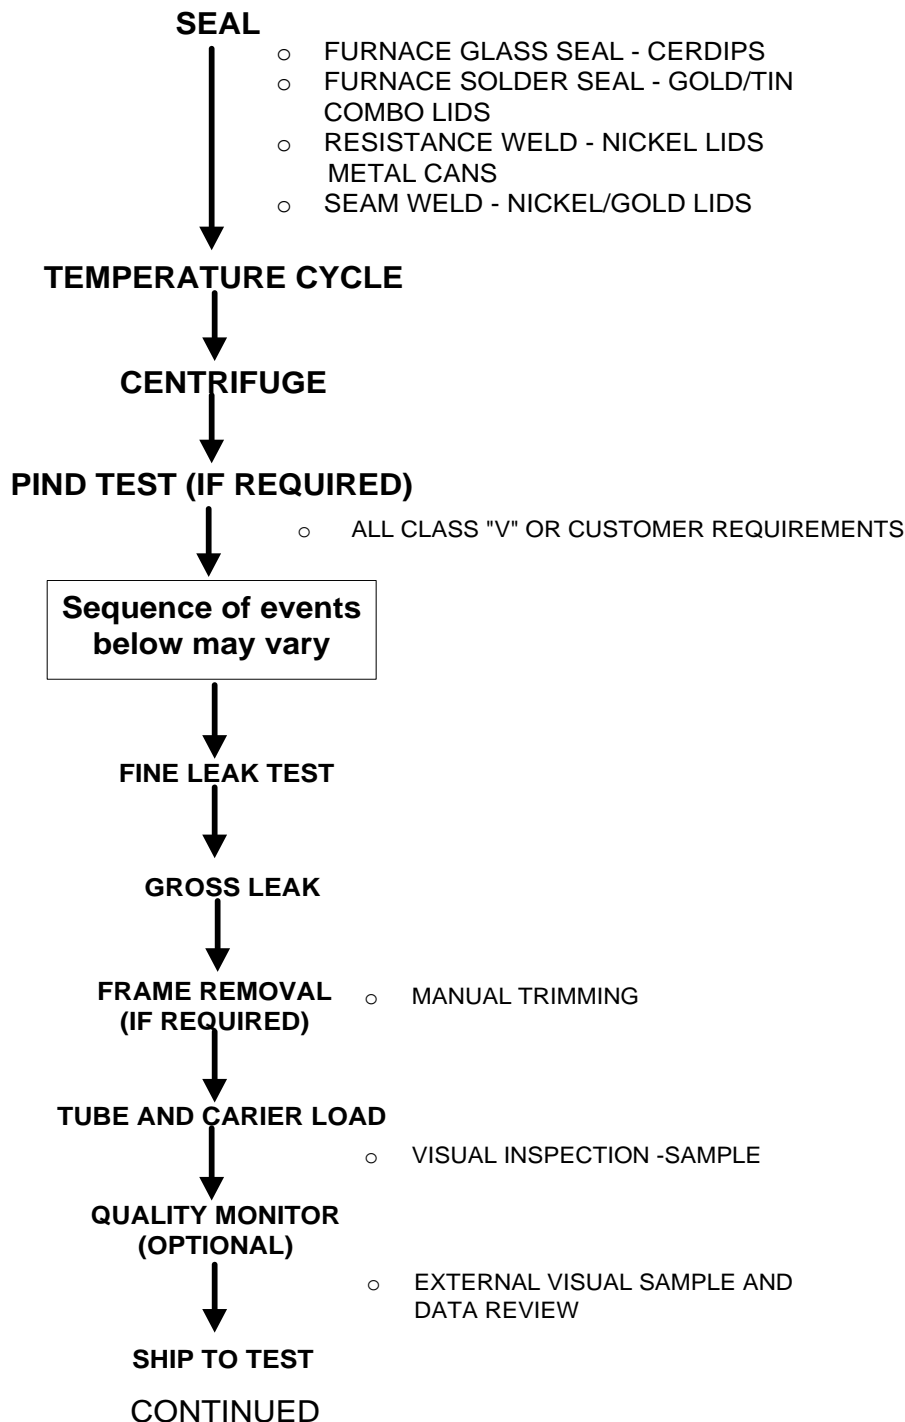 SEAL
o FURNACE GLASS SEAL - CERDIPS
o FURNACE SOLDER SEAL - GOLD/TIN
COMBO LIDS
o RESISTANCE WELD - NICKEL LIDS
METAL CANS
o SEAM WELD - NICKEL/GOLD LIDS
TEMPERATURE CYCLE
CENTRIFUGE
PIND TEST (IF REQUIRED)
o ALL CLASS "V" OR CUSTOMER REQUIREMENTS
Sequence of events
below may vary
FINE LEAK TEST
GROSS LEAK
FRAME REMOVAL
(IF REQUIRED)
o MANUAL TRIMMING
TUBE AND CARIER LOAD
o VISUAL INSPECTION -SAMPLE
QUALITY MONITOR
(OPTIONAL)
o EXTERNAL VISUAL SAMPLE AND
DATA REVIEW
SHIP TO TEST
CONTINUED